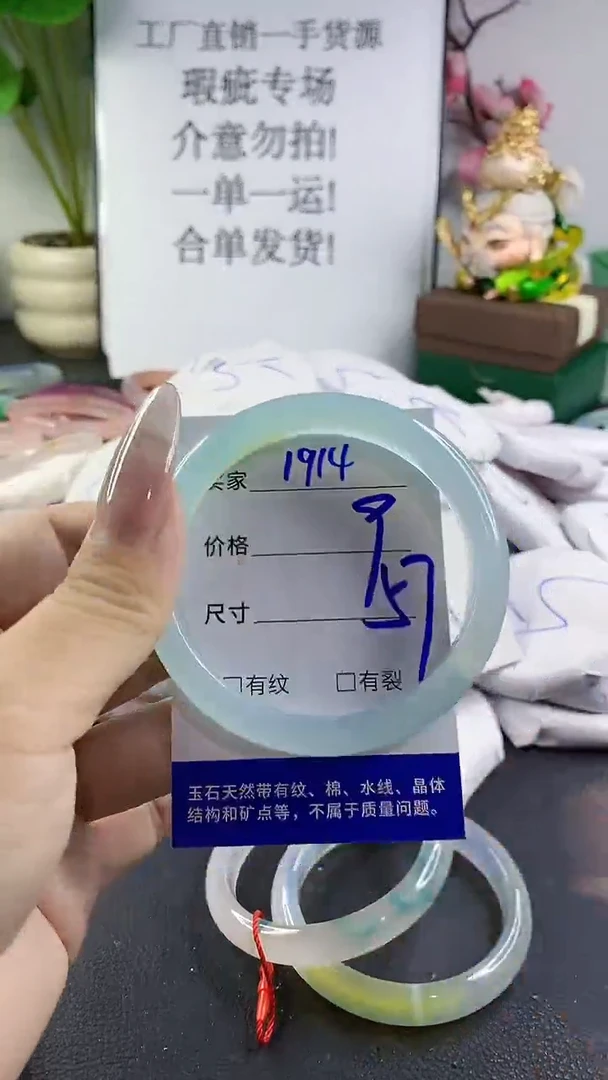 工厂直销一手货源
瑕疵专场
介意勿拍!
一单一运!
合单发货!
家 1914
价格
尺寸 57
有纹 □有裂
玉石天然带有纹、棉、水线、晶体
结构和矿点等，不属于质量问题。